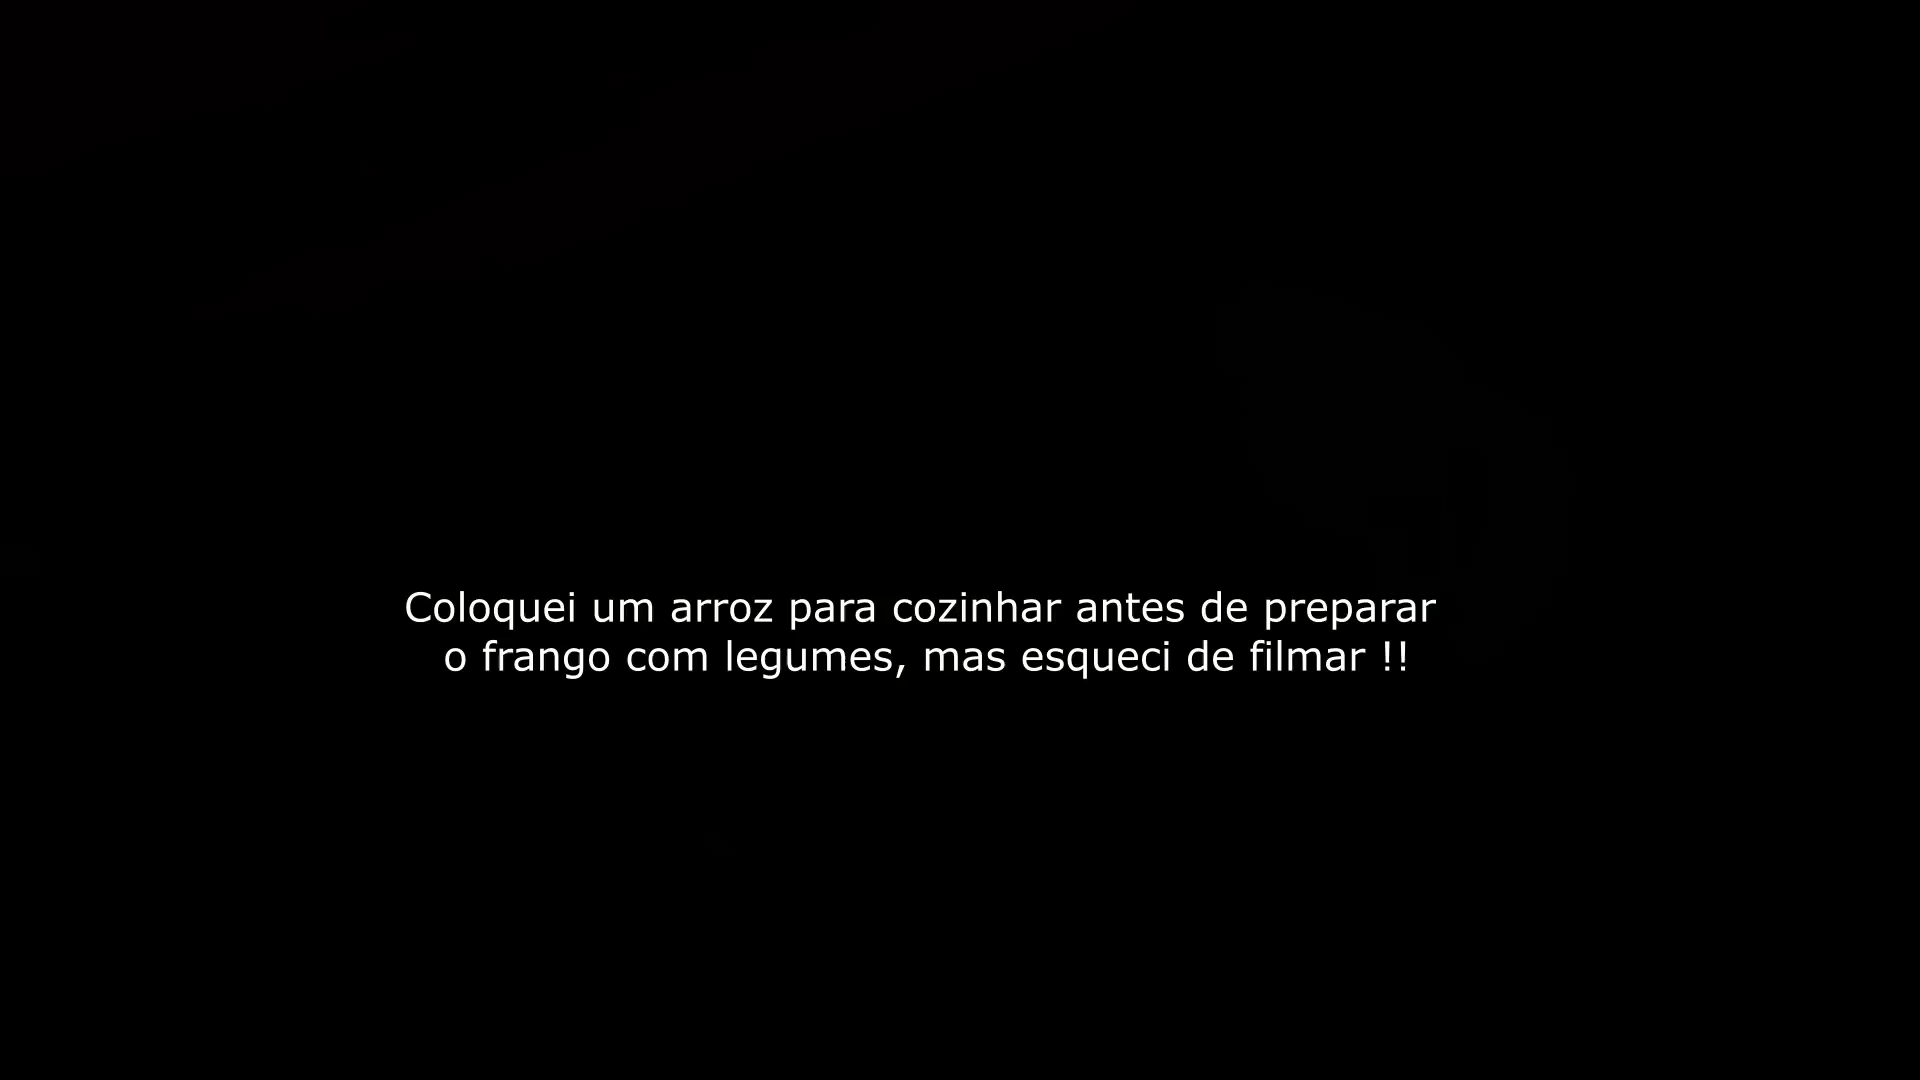 Coloquei um arroz para cozinhar antes de preparar
o frango com legumes, mas esqueci de filmar !!